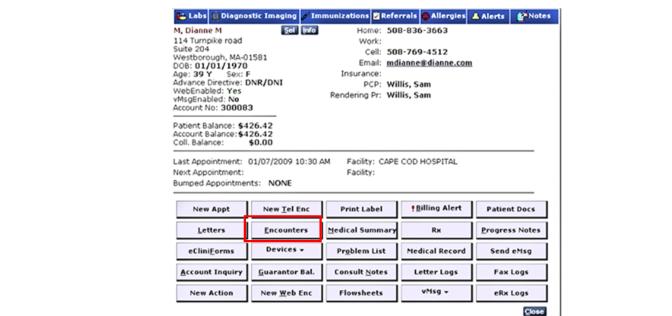 Labs Diagnostic Imaging Immunizations Referrals Allergies Alerts Notes
M, Dianne M Sel Info Home: 508-836-3663
114 Turnpike road Work:
Suite 204 Cell: 508-769-4512
Westborough, MA-01581 Email: mdianne@dianne.com
DOB: 01/01/1970
Age: 39 Y Sex: F Insurance:
Advance Directive: DNR/DNI PCP: Willis, Sam
WebEnabled: Yes Rendering Pr: Willis, Sam
vMsgEnabled: No
Account No: 300083
Patient Balance: $426.42
Account Balance: $426.42
Coll. Balance: $0.00
Last Appointment: 01/07/2009 10:30 AM Facility: CAPE COD HOSPITAL
Next Appointment: Facility:
Bumped Appointments: NONE
New Appt New Tel Enc Print Label !Billing Alert Patient Docs
Letters Encounters Medical Summary Rx Progress Notes
eCliniForms Devices Problem List Medical Record Send eMsg
Account Inquiry Guarantor Bal. Consult Notes Letter Logs Fax Logs
New Action New Web Enc Flowsheets vMsg eRx Logs
Close